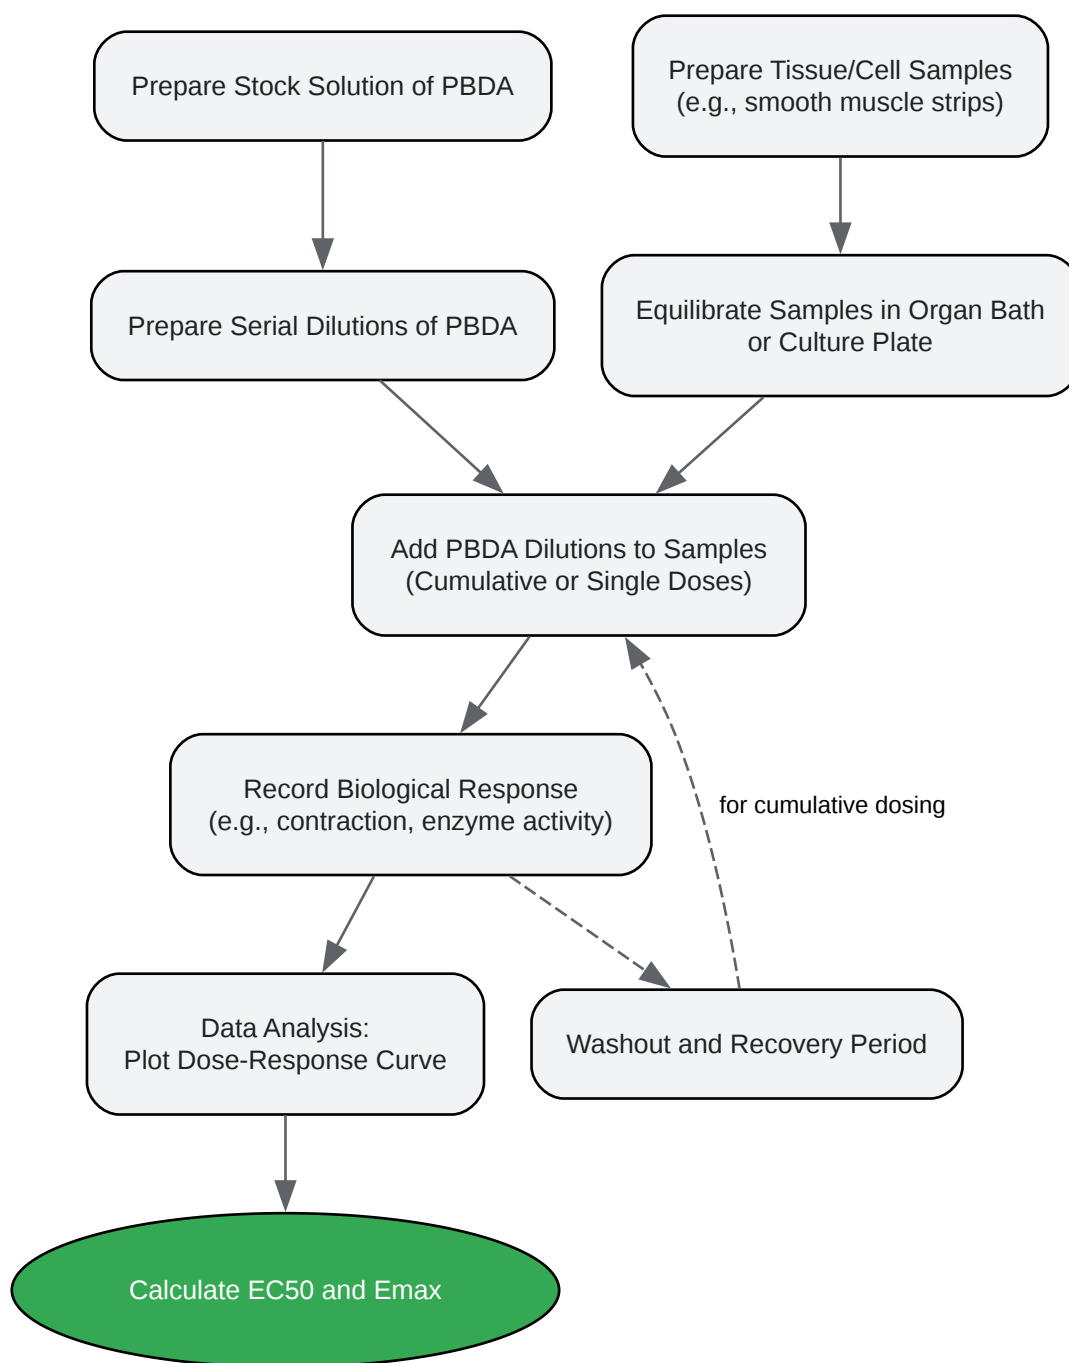 Prepare Stock Solution of PBDA
Prepare Tissue/Cell Samples
(e.g., smooth muscle strips)
Prepare Serial Dilutions of PBDA
Equilibrate Samples in Organ Bath
or Culture Plate
Add PBDA Dilutions to Samples
(Cumulative or Single Doses)
Record Biological Response
(e.g., contraction, enzyme activity)
for cumulative dosing
Data Analysis:
Plot Dose-Response Curve
Washout and Recovery Period
Calculate EC50 and Emax